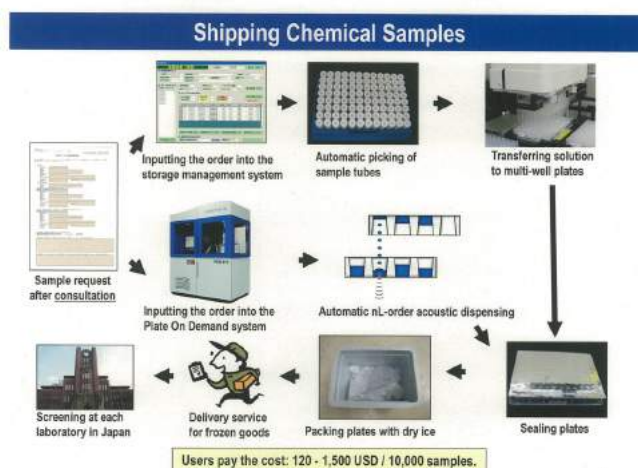 Shipping Chemical Samples
Inputting the order into the
storage management system
Automatic picking of
sample tubes
Transferring solution
to multi-well plates
Sample request
after consultation
Inputting the order into the
Plate On Demand system
Automatic nL-order acoustic dispensing
Screening at each
laboratory in Japan
Delivery service
for frozen goods
Packing plates with dry ice
Sealing plates
Users pay the cost: 120 - 1,500 USD / 10,000 samples.